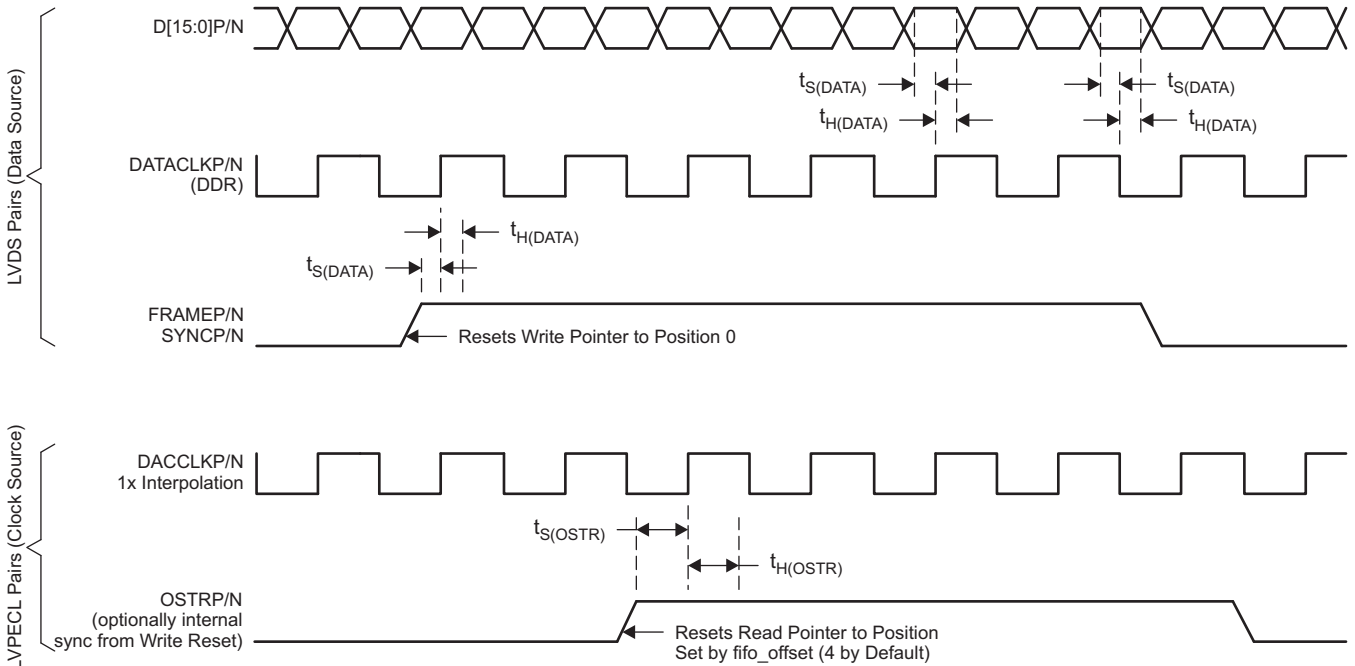 D[15:0]P/N
tS(DATA)
tS(DATA)
tH(DATA)
tH(DATA)
LVDS Pairs (Data Source)
DATACLKP/N
(DDR)
tH(DATA)
tS(DATA)
FRAMEP/N
SYNCP/N
Resets Write Pointer to Position 0
LVPECL Pairs (Clock Source)
DACCLKP/N
1x Interpolation
tS(OSTR)
tH(OSTR)
OSTRP/N
(optionally internal
sync from Write Reset)
Resets Read Pointer to Position
Set by fifo_offset (4 by Default)